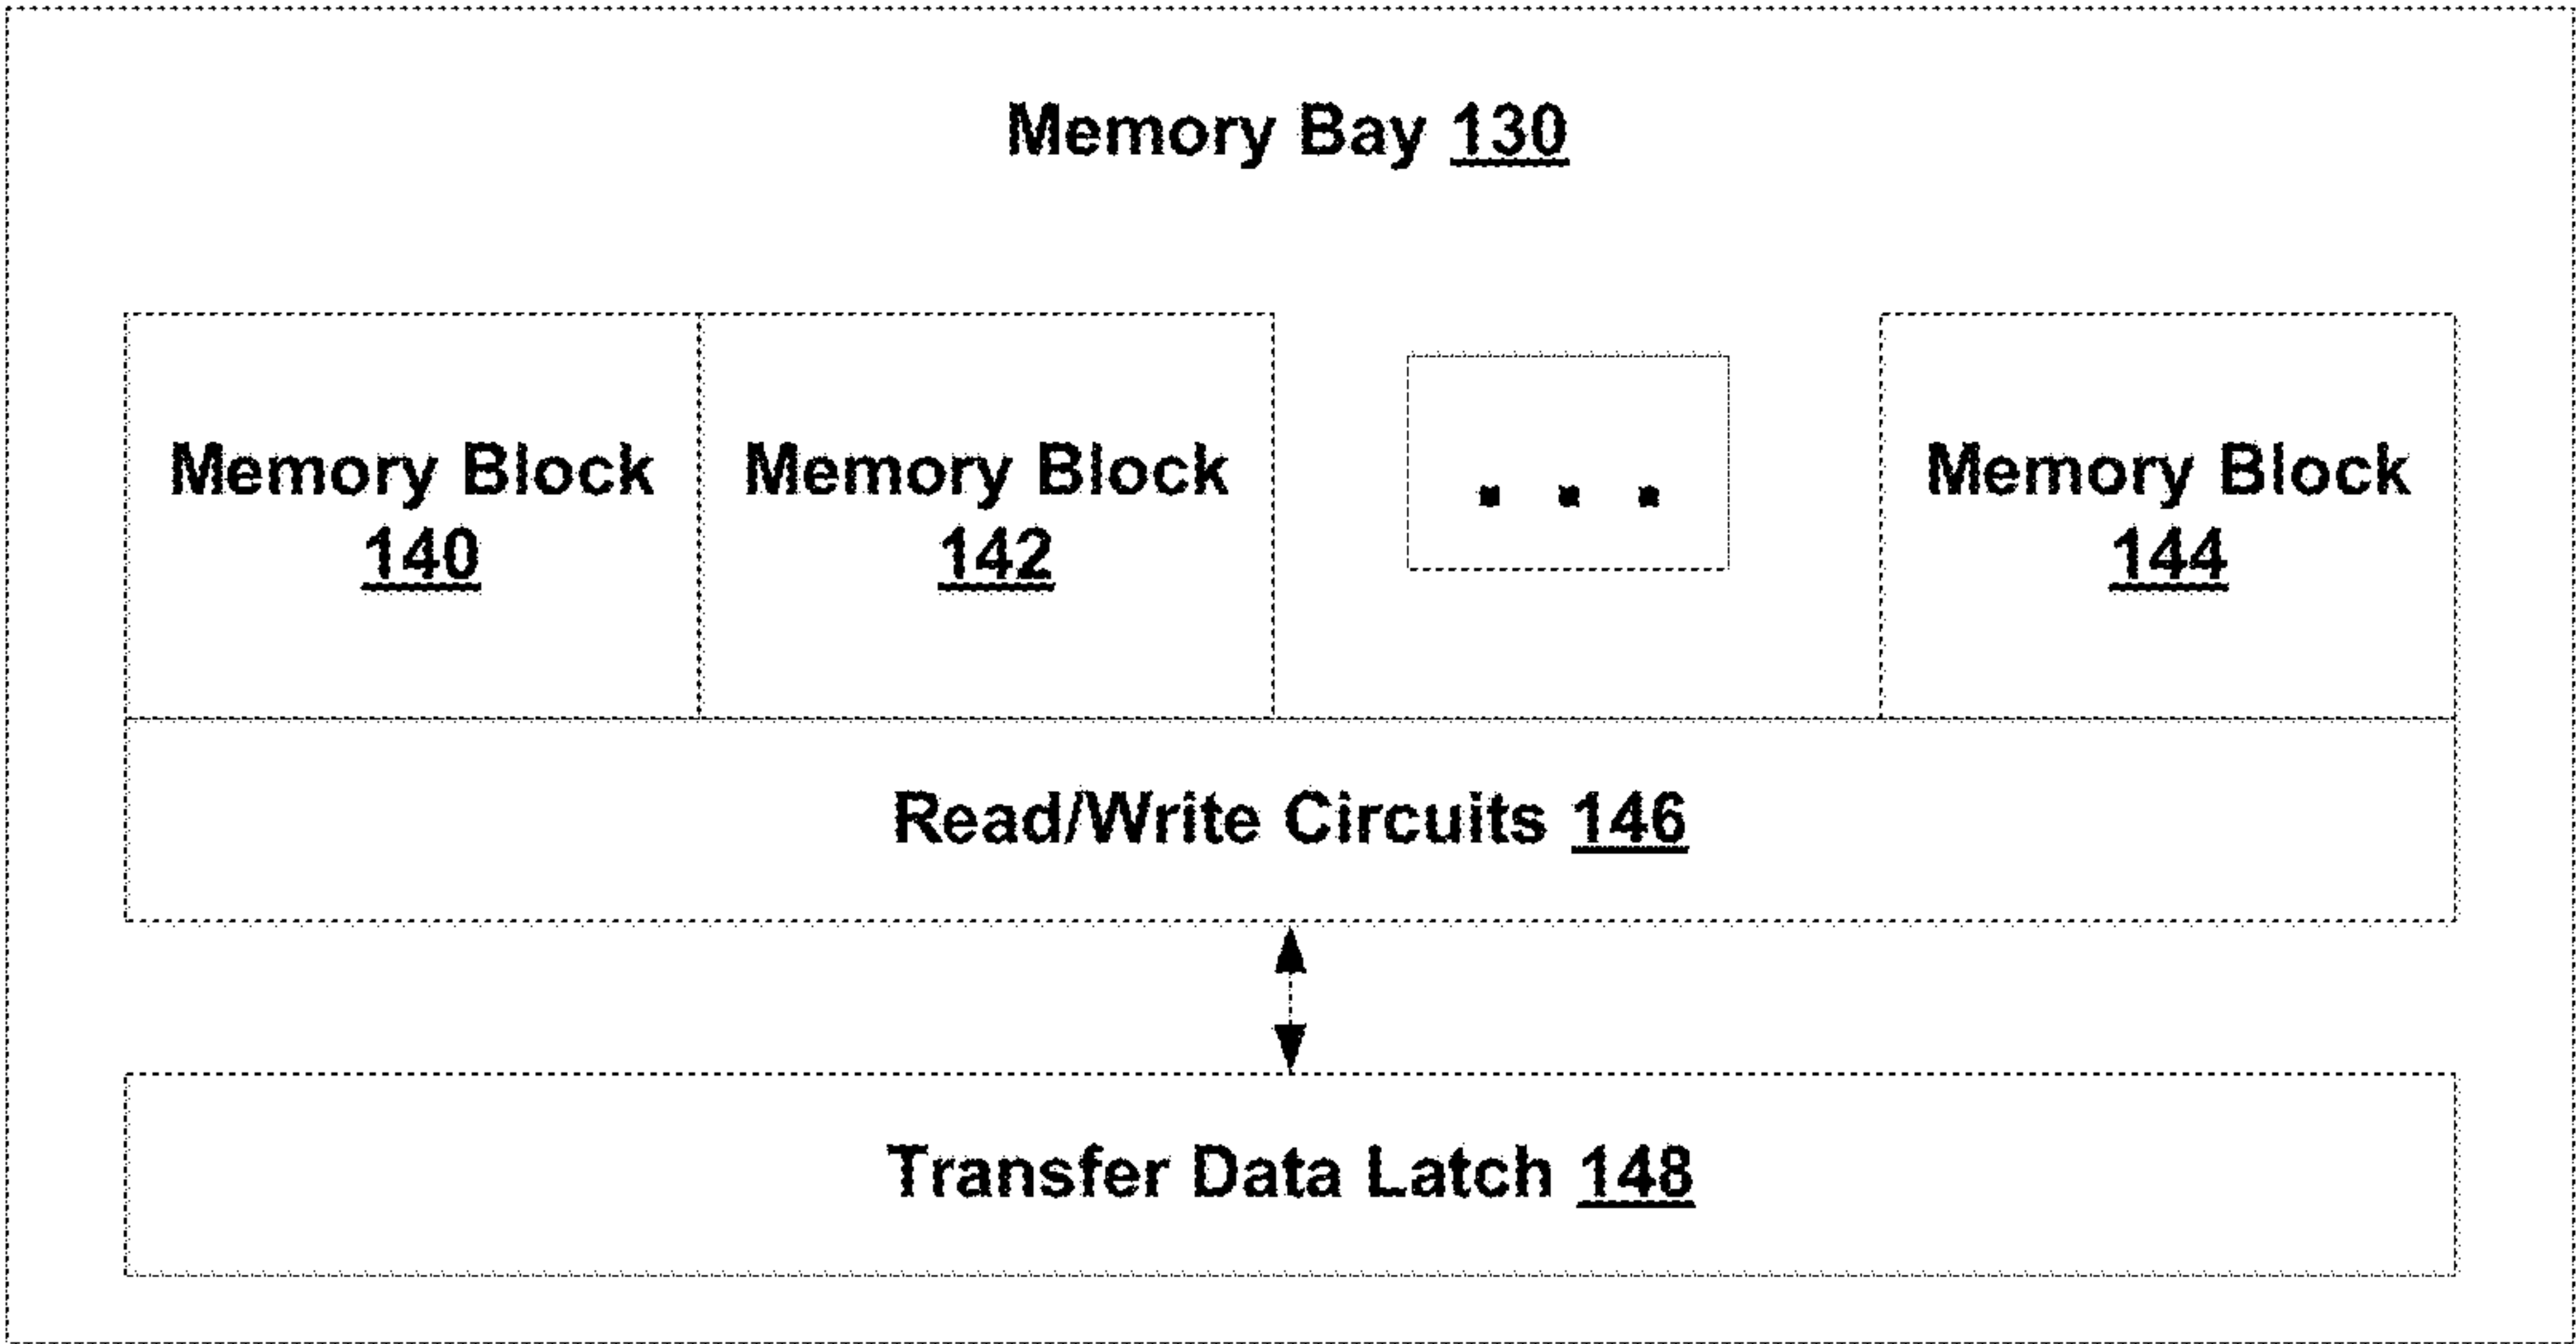 Memory Bay 130
Memory Block
140
Memory Block
142
. . .
Memory Block
144
Read/Write Circuits 146
Transfer Data Latch 148